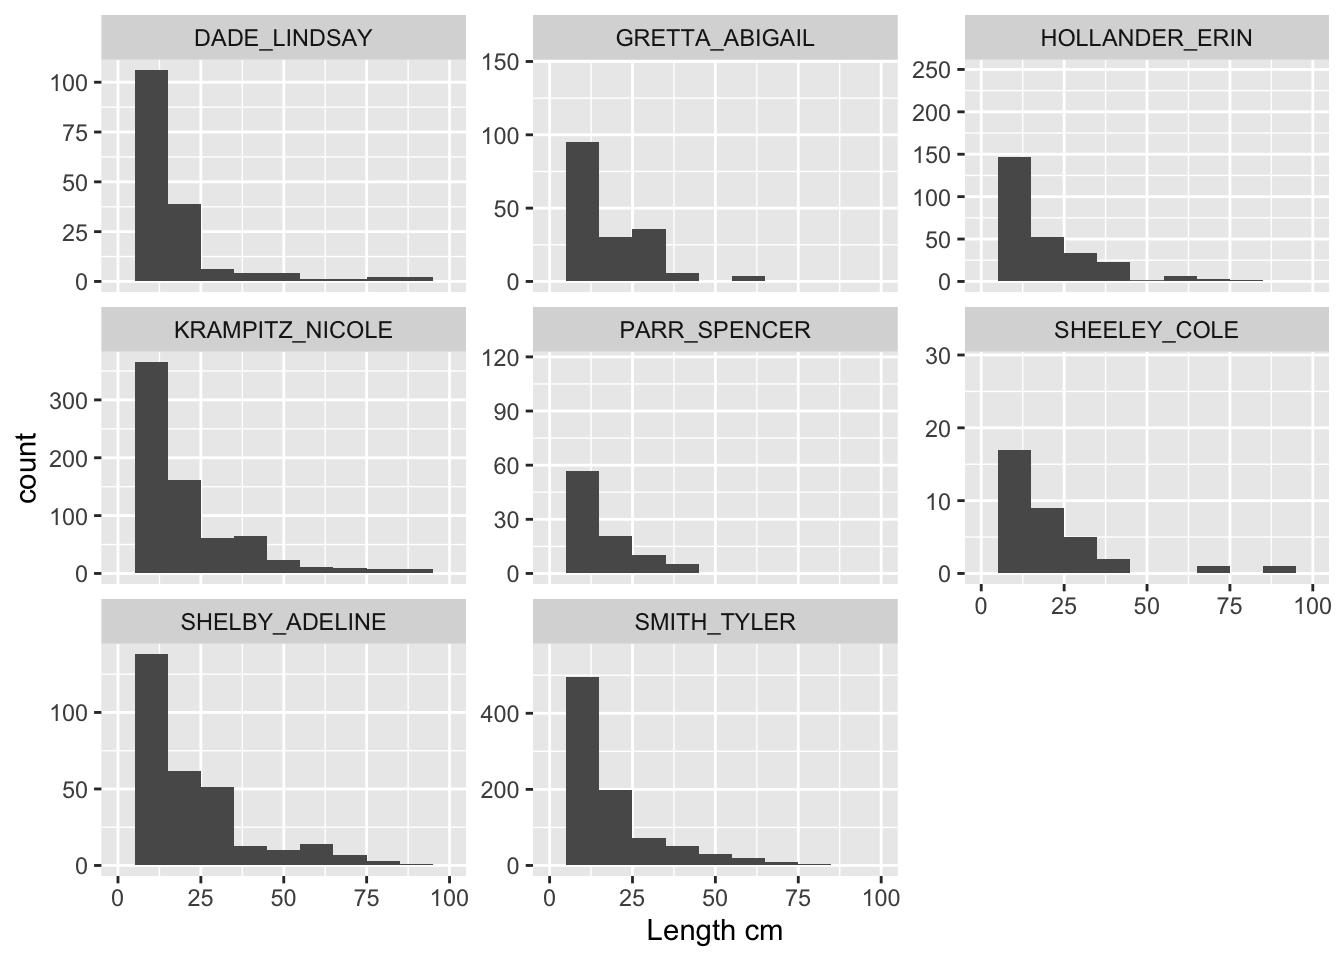 DADE_LINDSAY
GRETTA_ABIGAIL
HOLLANDER_ERIN
100
75
50
25
0
150
100
50
0
250
200
150
100
50
0
KRAMPITZ_NICOLE
PARR_SPENCER
SHEELEY_COLE
300
200
100
0
120
90
60
30
0
30
20
10
0
0 25 50 75 100
SHELBY_ADELINE
SMITH_TYLER
100
50
0
400
200
0
0 25 50 75 100
0 25 50 75 100
count
Length cm